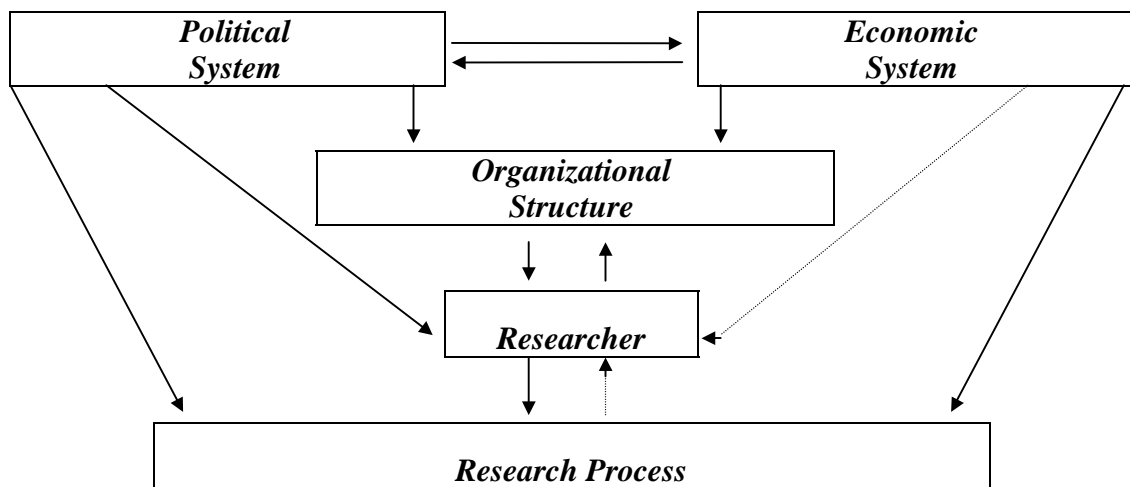 Political
System
Economic
System
Organizational
Structure
Researcher
Research Process